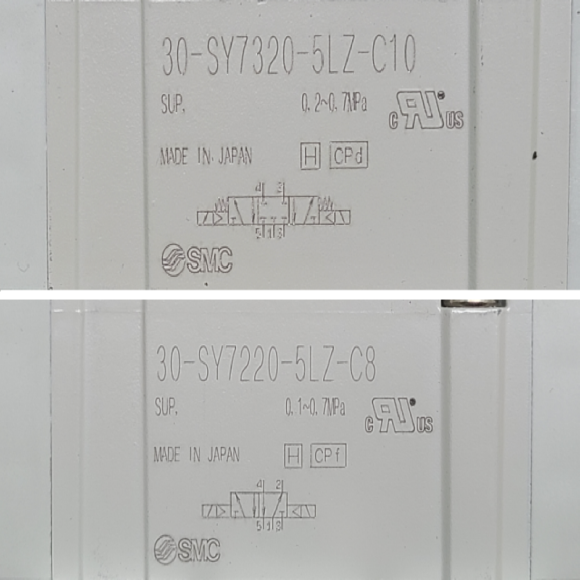 30-SY7320-5LZ-C10
SUP. 0.2~0.7MPa c RU US
MADE IN JAPAN H CPd
4 2
5 1 3
SMC
30-SY7220-5LZ-C8
SUP. 0.1~0.7MPa c RU US
MADE IN JAPAN H CPf
4 2
5 1 3
SMC